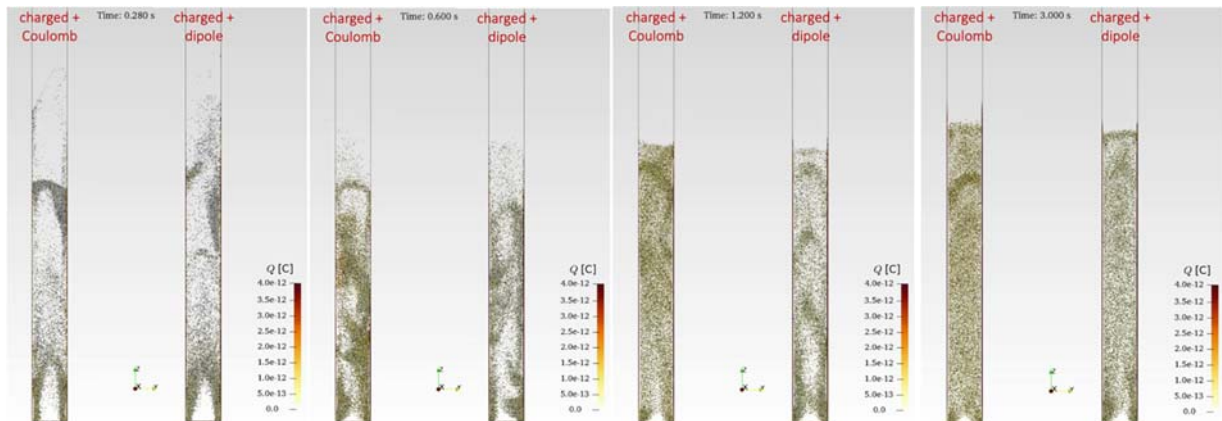 charged +
Coulomb
Time: 0.280 s
charged +
dipole
Q [C]
4.0e-12
3.5e-12
3.0e-12
2.5e-12
2.0e-12
1.5e-12
1.0e-12
5.0e-13
0.0
Z
X
Y
charged +
Coulomb
Time: 0.600 s
charged +
dipole
Q [C]
4.0e-12
3.5e-12
3.0e-12
2.5e-12
2.0e-12
1.5e-12
1.0e-12
5.0e-13
0.0
Z
X
Y
charged +
Coulomb
Time: 1.200 s
charged +
dipole
Q [C]
4.0e-12
3.5e-12
3.0e-12
2.5e-12
2.0e-12
1.5e-12
1.0e-12
5.0e-13
0.0
Z
X
Y
charged +
Coulomb
Time: 3.000 s
charged +
dipole
Q [C]
4.0e-12
3.5e-12
3.0e-12
2.5e-12
2.0e-12
1.5e-12
1.0e-12
5.0e-13
0.0
Z
X
Y